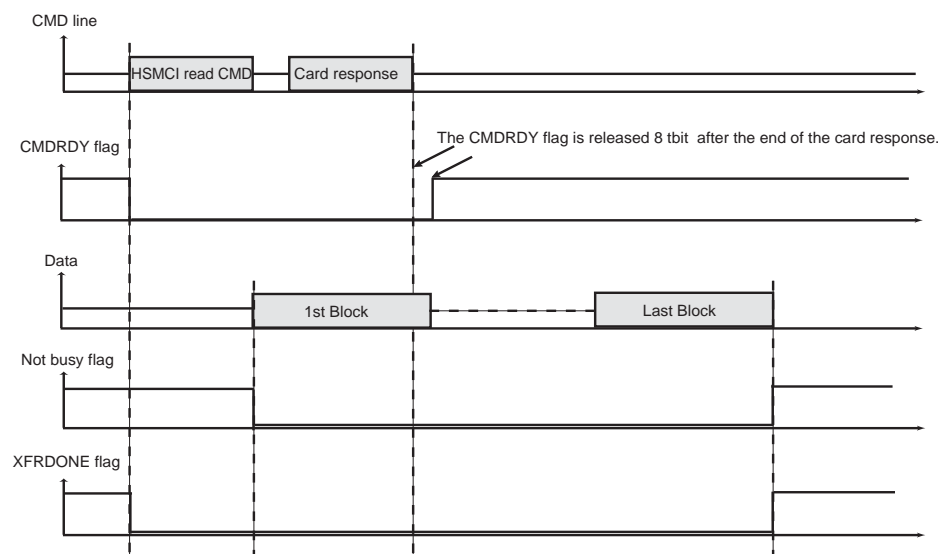 CMD line
HSMCI read CMD
Card response
The CMDRDY flag is released 8 tbit after the end of the card response.
CMDRDY flag
Data
1st Block
Last Block
Not busy flag
XFRDONE flag